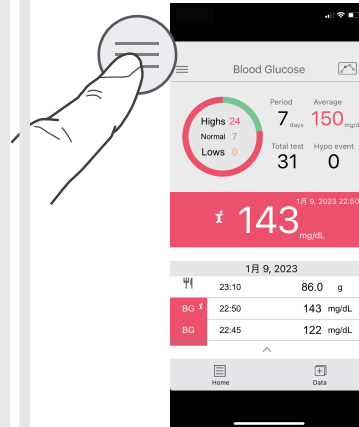 Blood Glucose
Period Average
Highs 24
7 days 150 mg/d
Normal 7
Total test Hypo event
Lows 0
31 0
1月 9, 2023 22:50
143
mg/dL
1月 9, 2023
23:10 86.0 g
BG 22:50 143 mg/dL
BG 22:45 122 mg/dL
Home Data